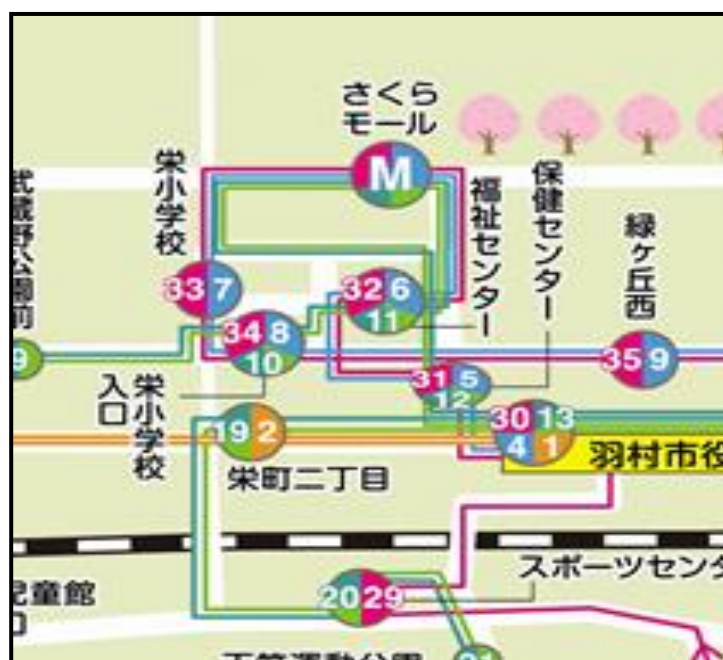 さくら
モール
M
栄小学校
武蔵野公園前
福祉センター
保健センター
緑ヶ丘西
33 7
32 6
11
34 8
10
9
35 9
31 5
12
30 13
4 1
入口
栄小学校
19 2
栄町二丁目
羽村市役
スポーツセンタ
児童館
口
20 29
21